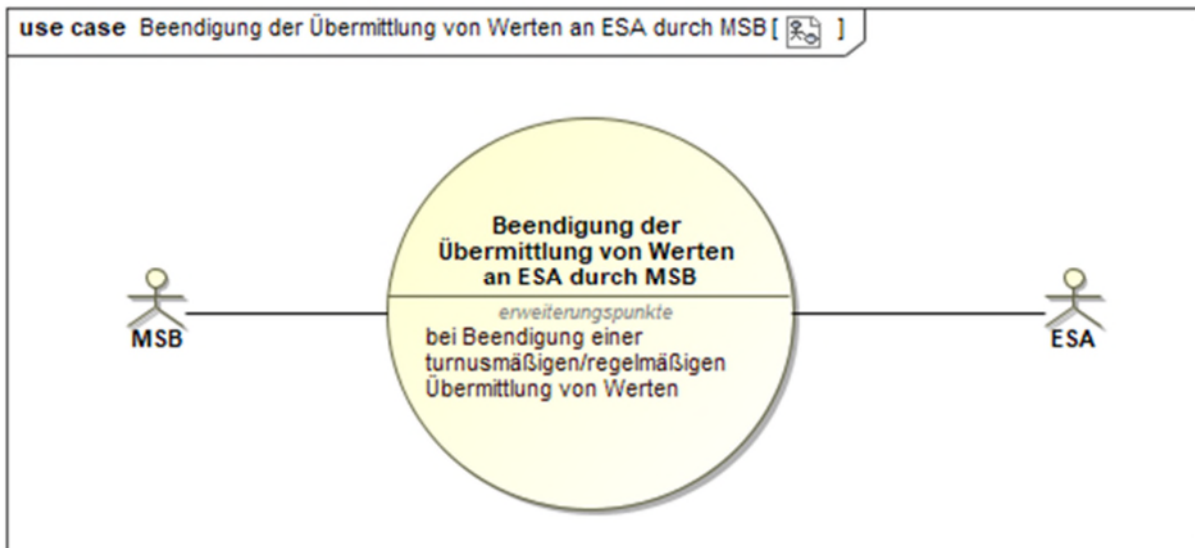 use case Beendigung der Übermittlung von Werten an ESA durch MSB [ ]
Beendigung der
Übermittlung von Werten
an ESA durch MSB
erweiterungspunkte
bei Beendigung einer
turnusmäßigen/regelmäßigen
Übermittlung von Werten
MSB
ESA